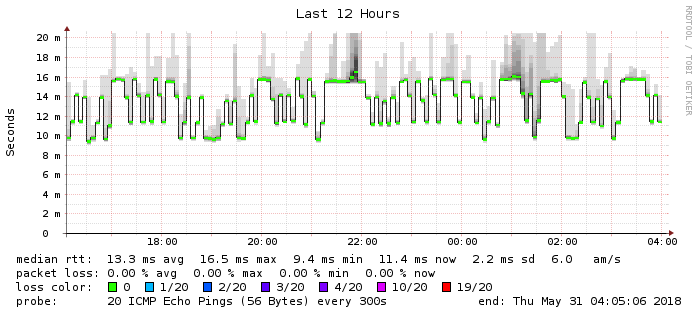 Last 12 Hours
RRDTOOL / TOBI OETIKER
Seconds
20 m
18 m
16 m
14 m
12 m
10 m
8 m
6 m
4 m
2 m
0
18:00 20:00 22:00 00:00 02:00 04:00
median rtt: 13.3 ms avg 16.5 ms max 9.4 ms min 11.4 ms now 2.2 ms sd 6.0 am/s
packet loss: 0.00 % avg 0.00 % max 0.00 % min 0.00 % now
loss color: 0 1/20 2/20 3/20 4/20 10/20 19/20
probe: 20 ICMP Echo Pings (56 Bytes) every 300s end: Thu May 31 04:05:06 2018